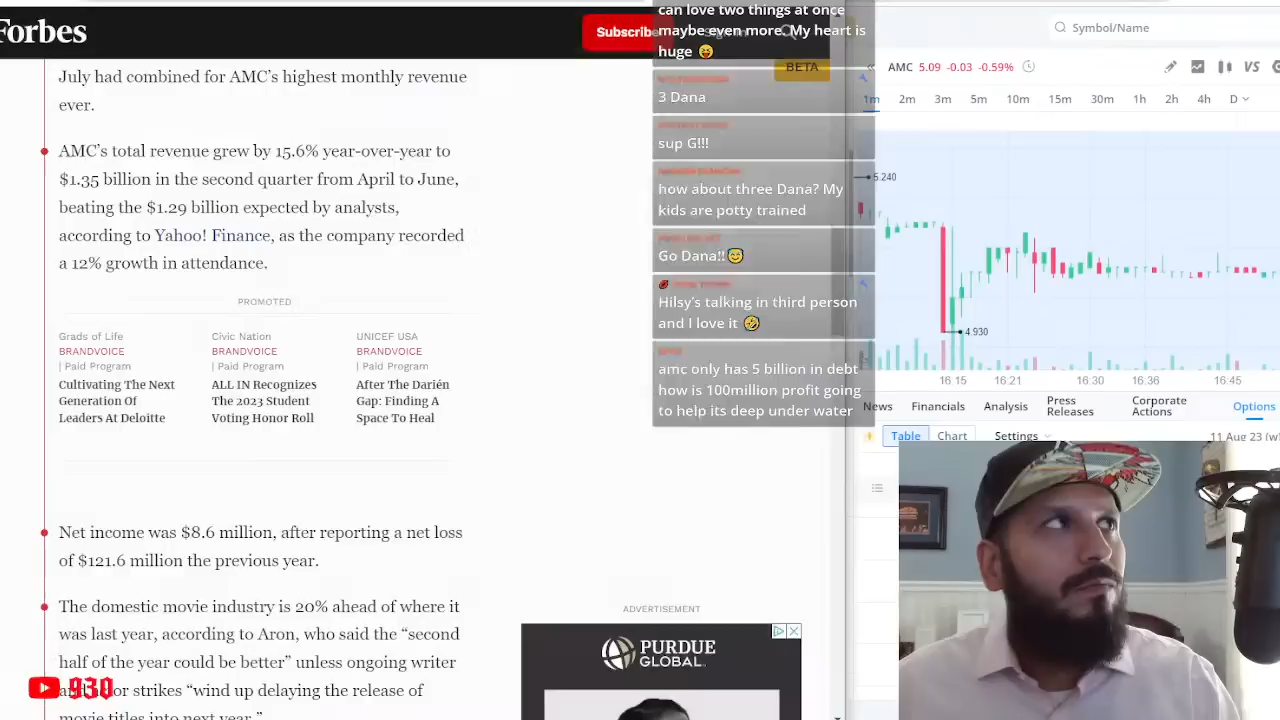 Forbes
Subscribe
BETA
July had combined for AMC's highest monthly revenue
ever.
AMC's total revenue grew by 15.6% year-over-year to
$1.35 billion in the second quarter from April to June,
beating the $1.29 billion expected by analysts,
according to Yahoo! Finance, as the company recorded
a 12% growth in attendance.
PROMOTED
Grads of Life
BRANDVOICE
| Paid Program
Cultivating The Next
Generation Of
Leaders At Deloitte
Civic Nation
BRANDVOICE
| Paid Program
ALL IN Recognizes
The 2023 Student
Voting Honor Roll
UNICEF USA
BRANDVOICE
| Paid Program
After The Darién
Gap: Finding A
Space To Heal
Net income was $8.6 million, after reporting a net loss
of $121.6 million the previous year.
The domestic movie industry is 20% ahead of where it
was last year, according to Aron, who said the "second
half of the year could be better" unless ongoing writer
strikes "wind up delaying the release of
movie titles into next year."
930
ADVERTISEMENT
PURDUE
GLOBAL
can love two things at once
maybe even more. My heart is
huge 😝
3 Dana
sup G!!!
how about three Dana? My
kids are potty trained
Go Dana!! 😇
Hilsy's talking in third person
and I love it 🤣
amc only has 5 billion in debt
how is 100million profit going
to help its deep under water
Symbol/Name
AMC 5.09 -0.03 -0.59%
VS
1m 2m 3m 5m 10m 15m 30m 1h 2h 4h D
5.240
4.930
16:15 16:21 16:30 16:36 16:45
News
Financials
Analysis
Press
Releases
Corporate
Actions
Options
Table
Chart
Settings
11 Aug 23 (w